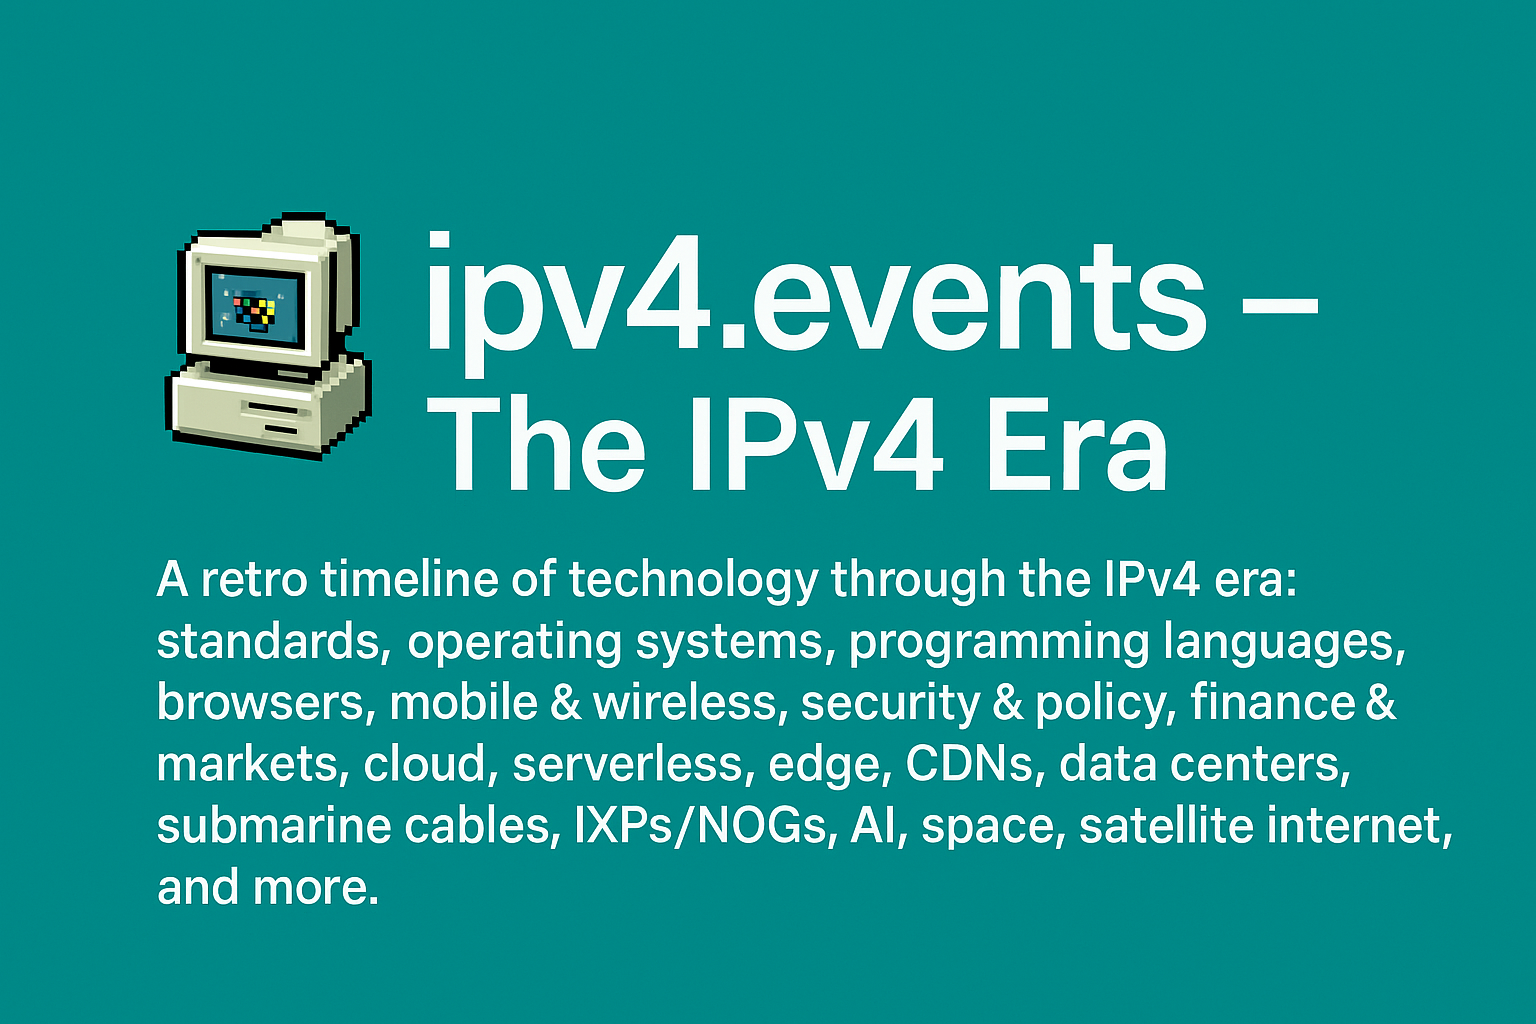 ipv4.events –
The IPv4 Era
A retro timeline of technology through the IPv4 era:
standards, operating systems, programming languages,
browsers, mobile & wireless, security & policy, finance &
markets, cloud, serverless, edge, CDNs, data centers,
submarine cables, IXPs/NOGs, AI, space, satellite internet,
and more.